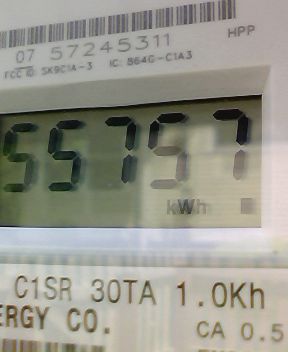 07 57245311
HPP
FCC ID: SK9C1A-3 IC: 864G-C1A3
55757
kWh
C1SR 30TA 1.0Kh
ERGY CO.
CA 0.5